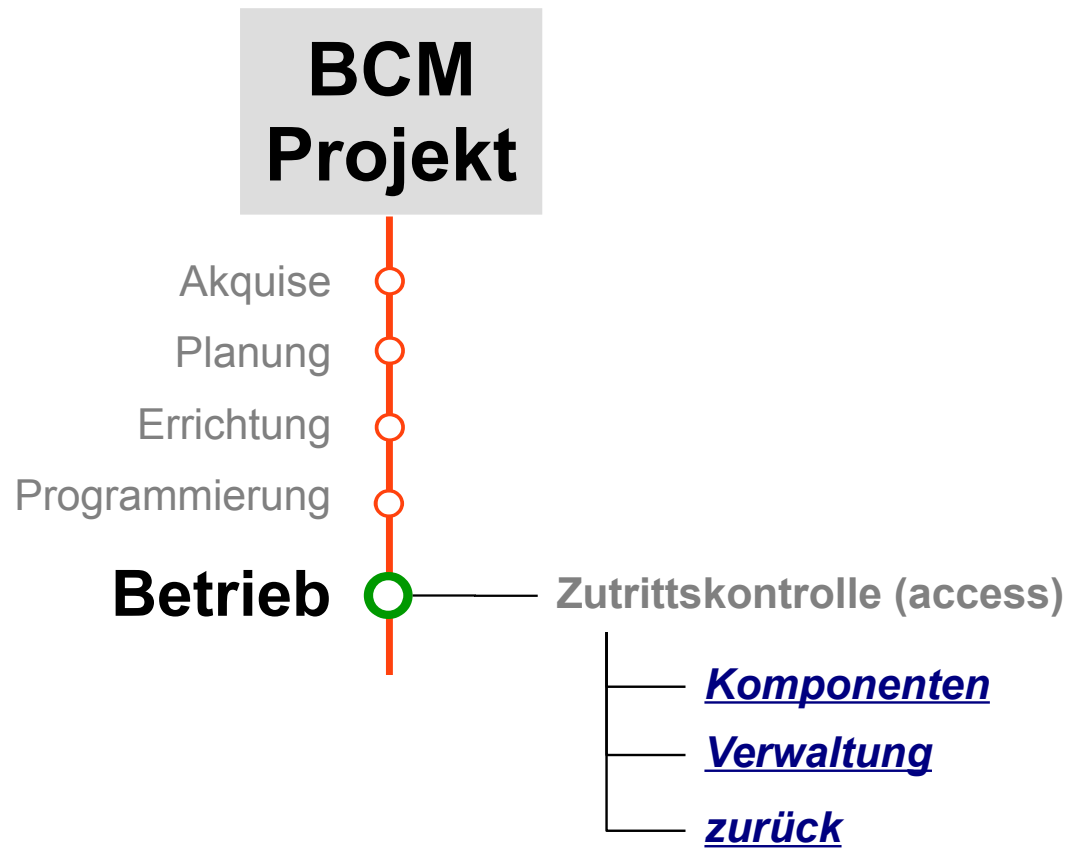 BCM
Projekt
Akquise
Planung
Errichtung
Programmierung
Betrieb
Zutrittskontrolle (access)
Komponenten
Verwaltung
zurück